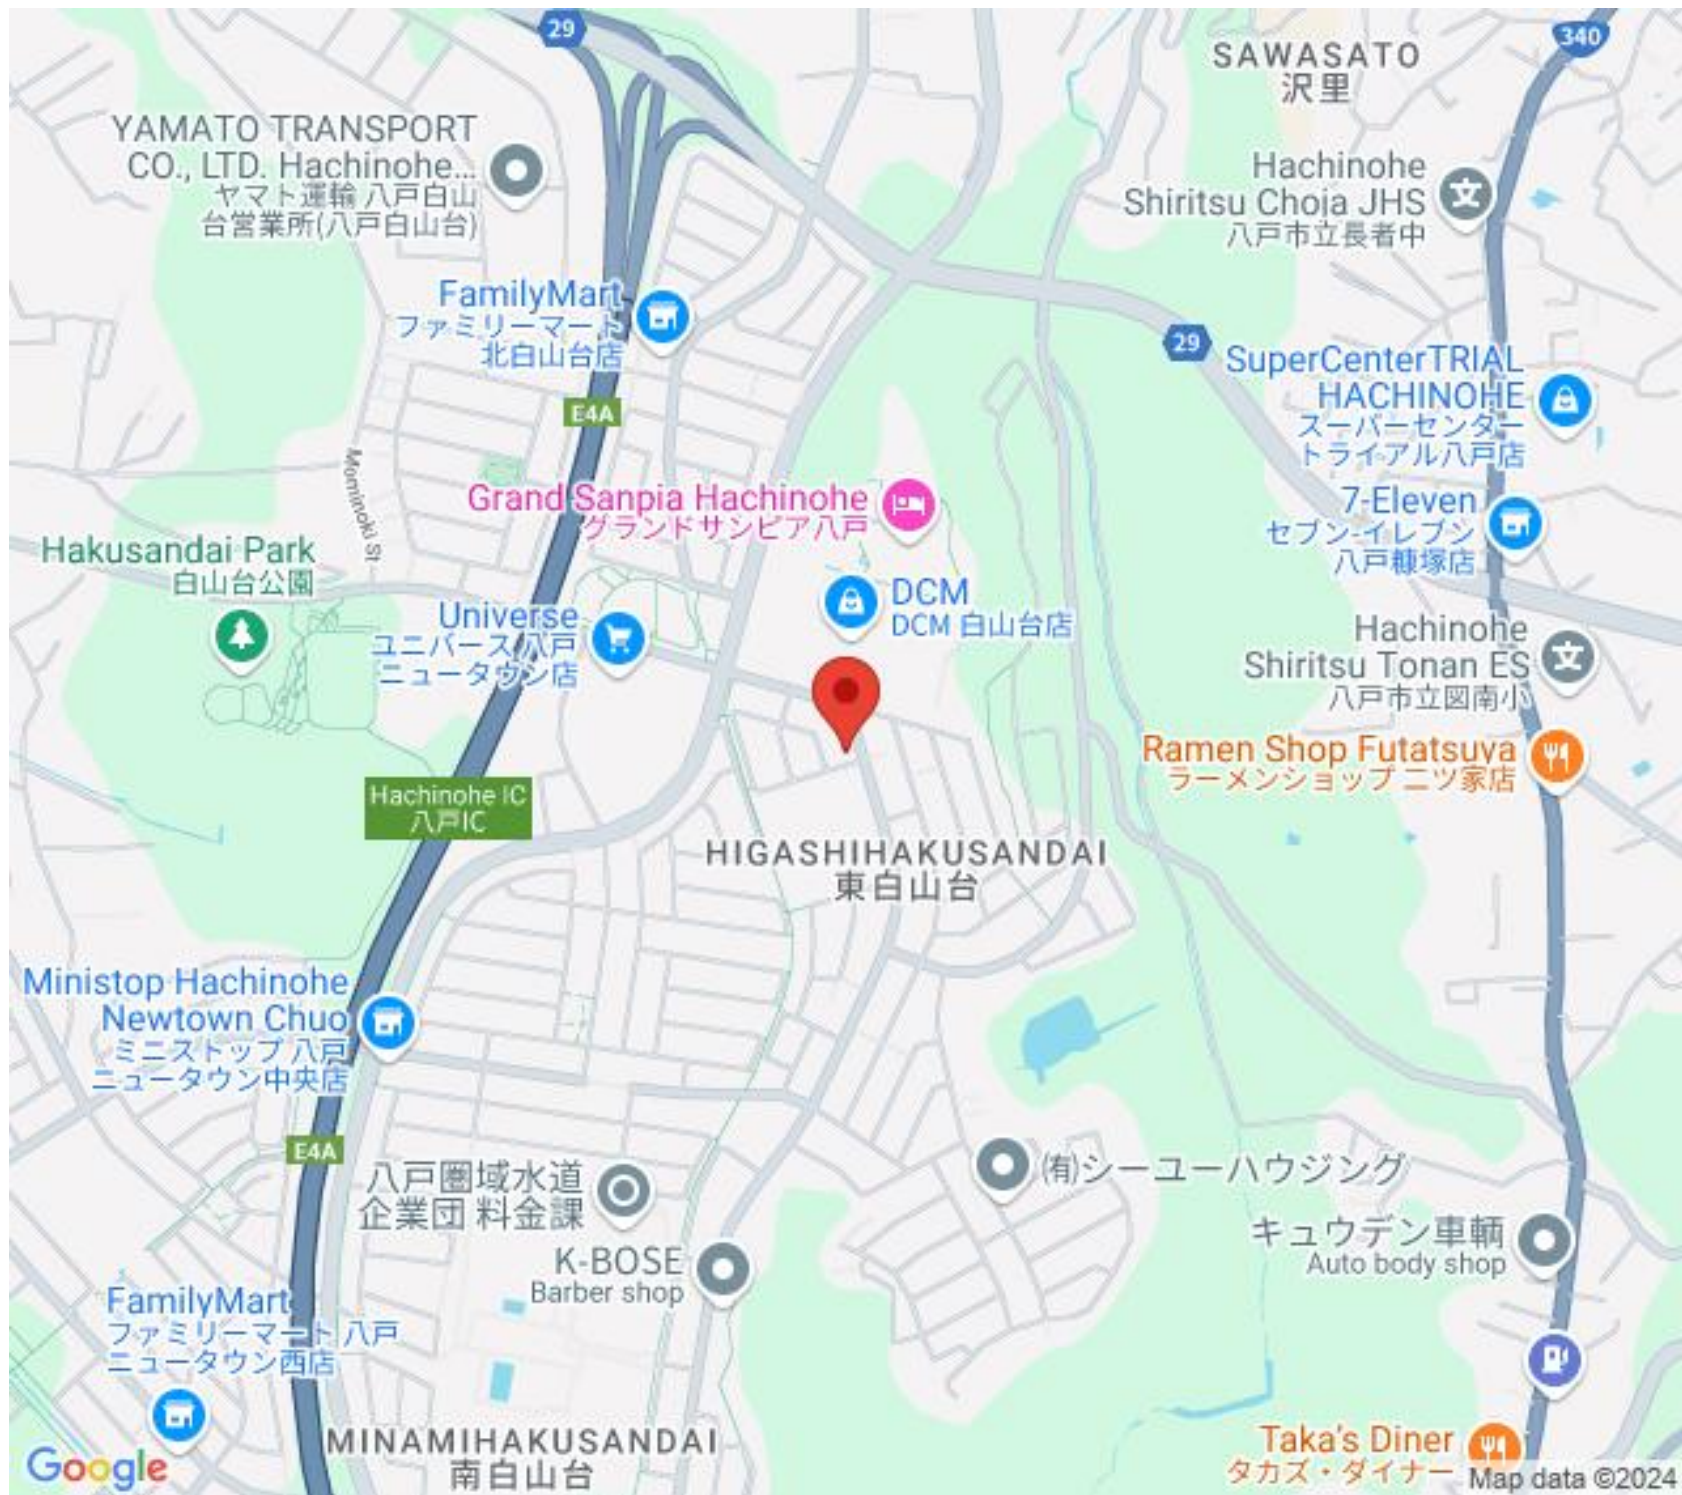 29
340
SAWASATO
沢里
YAMATO TRANSPORT
CO., LTD. Hachinohe...
ヤマト運輸 八戸白山
台営業所(八戸白山台)
Hachinohe
Shiritsu Choja JHS
八戸市立長者中
FamilyMart
ファミリーマート
北白山台店
29
SuperCenterTRIAL
HACHINOHE
スーパーセンター
トライアル八戸店
E4A
Mominoki St
Grand Sanpia Hachinohe
グランドサンピア八戸
7-Eleven
セブン-イレブン
八戸糠塚店
Hakusandai Park
白山台公園
DCM
DCM 白山台店
Universe
ユニバース 八戸
ニュータウン店
Hachinohe
Shiritsu Tonan ES
八戸市立図南小
Ramen Shop Futatsuya
ラーメンショップ 二ツ家店
Hachinohe IC
八戸IC
HIGASHIHAKUSANDAI
東白山台
Ministop Hachinohe
Newtown Chuo
ミニストップ 八戸
ニュータウン中央店
E4A
八戸圏域水道
企業団 料金課
(有)シーユーハウジング
K-BOSE
Barber shop
キュウデン車輌
Auto body shop
FamilyMart
ファミリーマート 八戸
ニュータウン西店
MINAMIHAKUSANDAI
南白山台
Taka's Diner
タカズ・ダイナー
Google
Map data ©2024